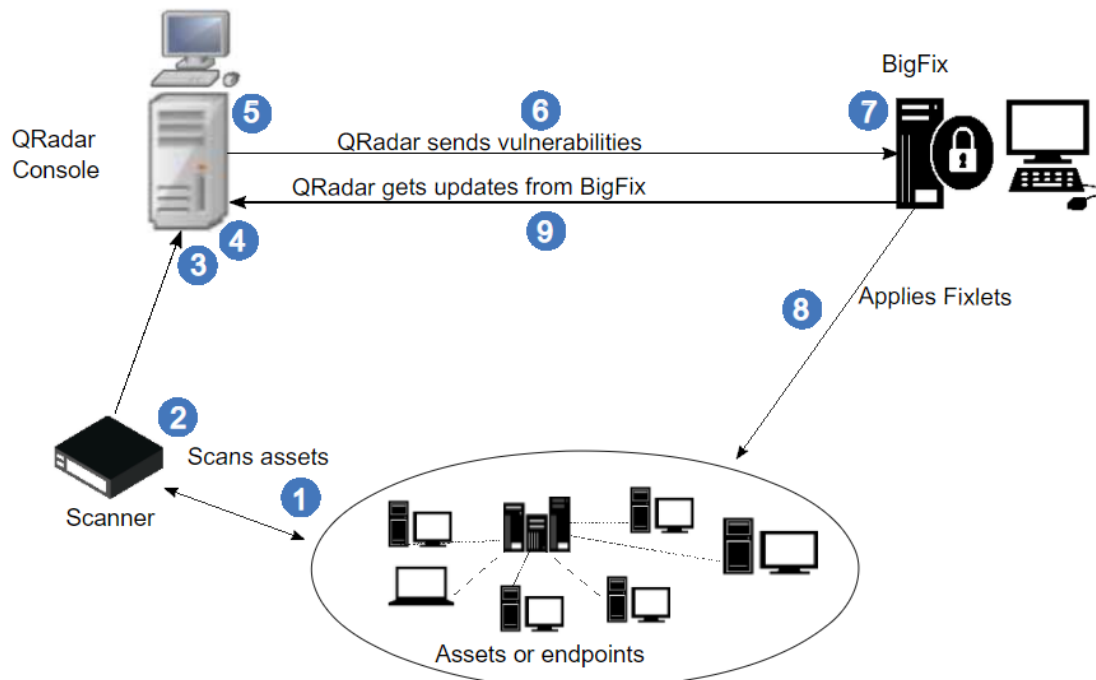 BigFix
5
6
7
QRadar
Console
QRadar sends vulnerabilities
QRadar gets updates from BigFix
3
4
9
8
Applies Fixlets
2
Scans assets
1
Scanner
Assets or endpoints